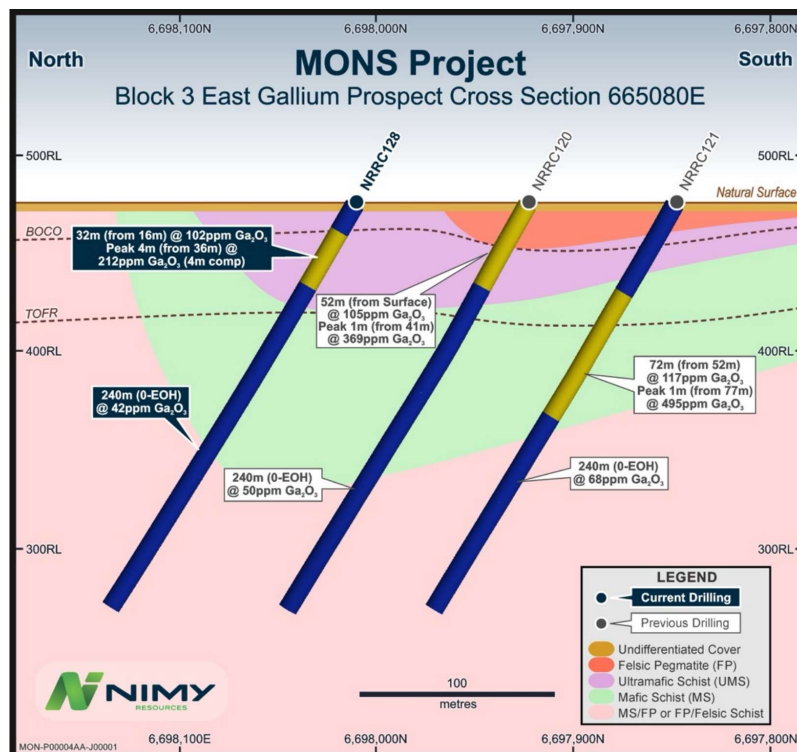 6,698,100N 6,698,000N 6,697,900N 6,697,800N
North
MONS Project
South
Block 3 East Gallium Prospect Cross Section 665080E
500RL
500RL
NRRC128
NRRC120
NRRC121
Natural Surface
BOCO
32m (from 16m) @ 102ppm Ga₂O₃
Peak 4m (from 36m) @
212ppm Ga₂O₃ (4m comp)
52m (from Surface)
@ 105ppm Ga₂O₃
Peak 1m (from 41m)
@ 369ppm Ga₂O₃
TOFR
400RL
400RL
72m (from 52m)
@ 117ppm Ga₂O₃
Peak 1m (from 77m)
@ 495ppm Ga₂O₃
240m (0-EOH)
@ 42ppm Ga₂O₃
240m (0-EOH)
@ 50ppm Ga₂O₃
240m (0-EOH)
@ 68ppm Ga₂O₃
300RL
300RL
LEGEND
Current Drilling
Previous Drilling
Undifferentiated Cover
Felsic Pegmatite (FP)
Ultramafic Schist (UMS)
Mafic Schist (MS)
MS/FP or FP/Felsic Schist
NIMY
RESOURCES
100
metres
MON-P00004AA-J00001
6,698,100E 6,698,000N 6,697,900N 6,697,800N